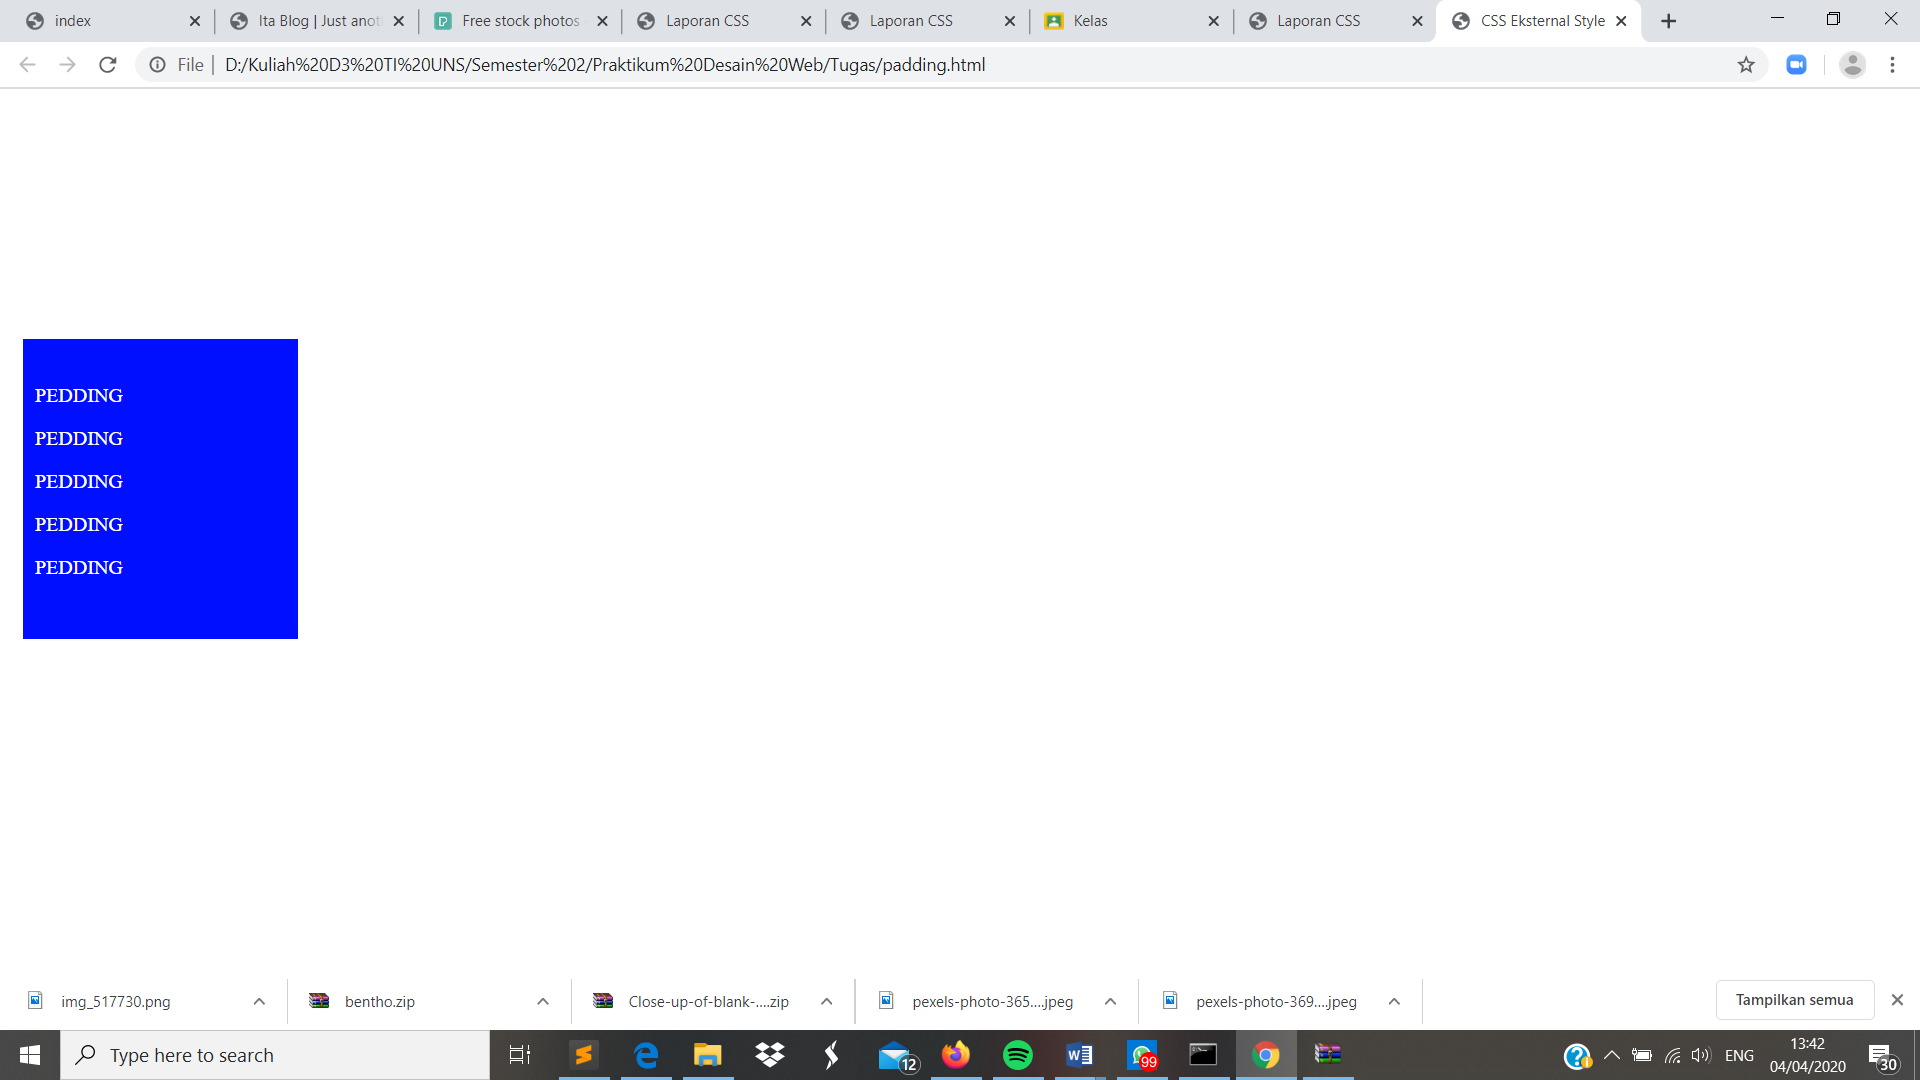 index
Ita Blog | Just anot
Free stock photos
Laporan CSS
Laporan CSS
Kelas
Laporan CSS
CSS Eksternal Style
File | D:/Kuliah%20D3%20TI%20UNS/Semester%202/Praktikum%20Desain%20Web/Tugas/padding.html
PEDDING
PEDDING
PEDDING
PEDDING
PEDDING
img_517730.png
bentho.zip
Close-up-of-blank-....zip
pexels-photo-365....jpeg
pexels-photo-369....jpeg
Tampilkan semua
Type here to search
12
99
ENG
13:42
04/04/2020
30